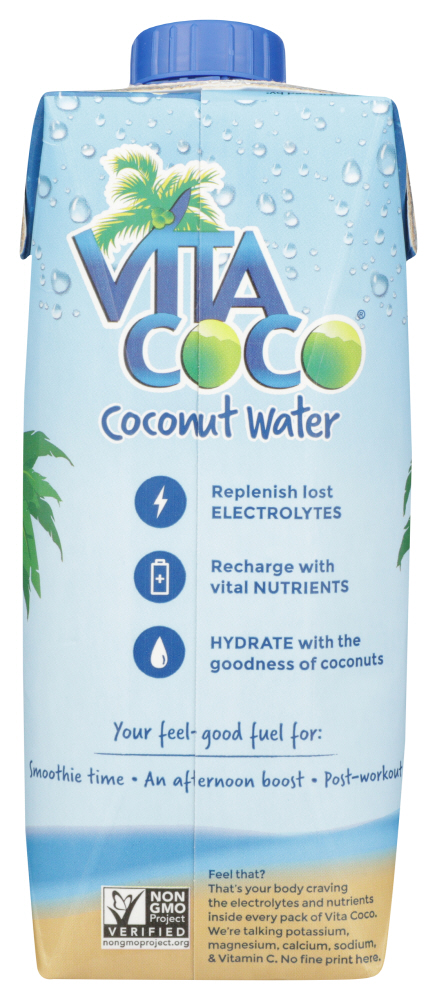 VITA
COCO®
Coconut Water
Replenish lost
ELECTROLYTES
Recharge with
vital NUTRIENTS
HYDRATE with the
goodness of coconuts
Your feel-good fuel for:
Smoothie time • An afternoon boost • Post-workout
NON
GMO
Project
VERIFIED
nongmoproject.org
Feel that?
That's your body craving
the electrolytes and nutrients
inside every pack of Vita Coco.
We're talking potassium,
magnesium, calcium, sodium,
& Vitamin C. No fine print here.